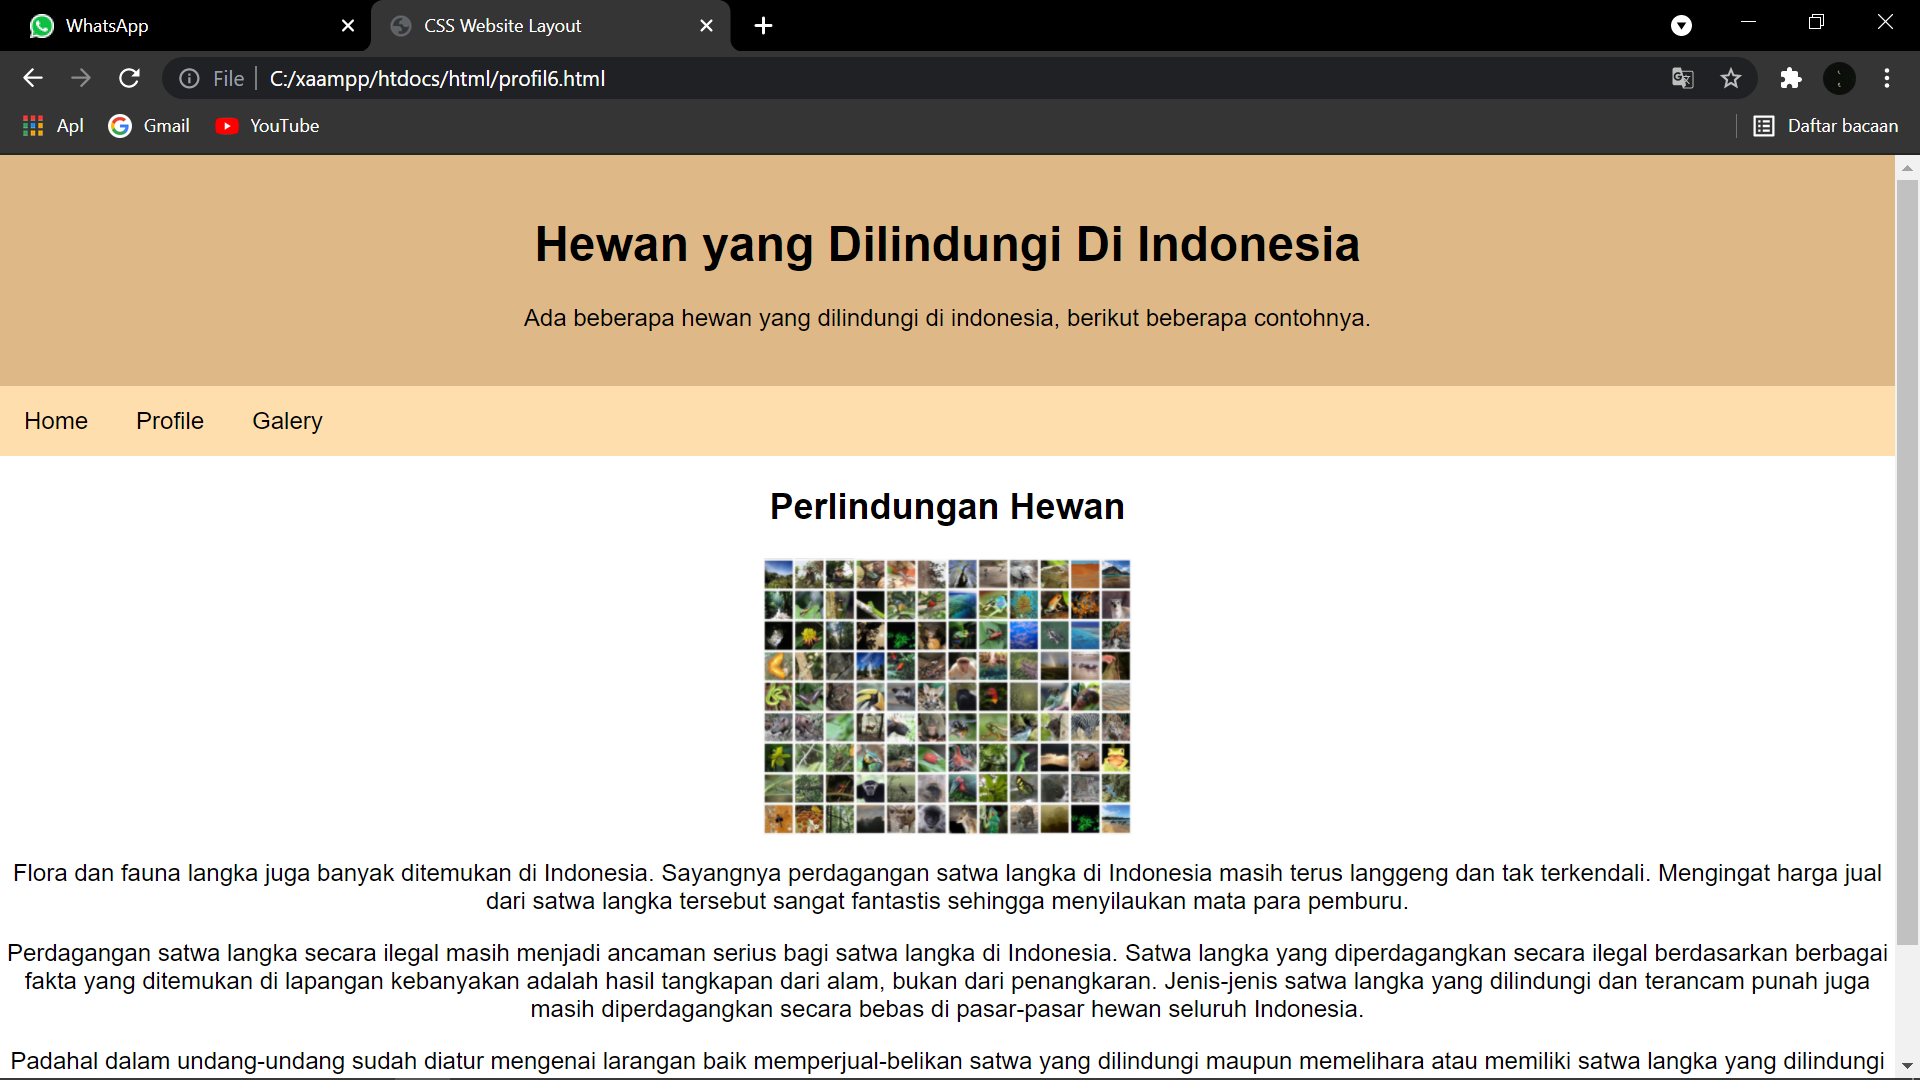 WhatsApp
CSS Website Layout
File
C:/xaampp/htdocs/html/profil6.html
Apl
Gmail
YouTube
Daftar bacaan
Hewan yang Dilindungi Di Indonesia
Ada beberapa hewan yang dilindungi di indonesia, berikut beberapa contohnya.
Home
Profile
Galery
Perlindungan Hewan
Flora dan fauna langka juga banyak ditemukan di Indonesia. Sayangnya perdagangan satwa langka di Indonesia masih terus langgeng dan tak terkendali. Mengingat harga jual
dari satwa langka tersebut sangat fantastis sehingga menyilaukan mata para pemburu.
Perdagangan satwa langka secara ilegal masih menjadi ancaman serius bagi satwa langka di Indonesia. Satwa langka yang diperdagangkan secara ilegal berdasarkan berbagai
fakta yang ditemukan di lapangan kebanyakan adalah hasil tangkapan dari alam, bukan dari penangkaran. Jenis-jenis satwa langka yang dilindungi dan terancam punah juga
masih diperdagangkan secara bebas di pasar-pasar hewan seluruh Indonesia.
Padahal dalam undang-undang sudah diatur mengenai larangan baik memperjual-belikan satwa yang dilindungi maupun memelihara atau memiliki satwa langka yang dilindungi